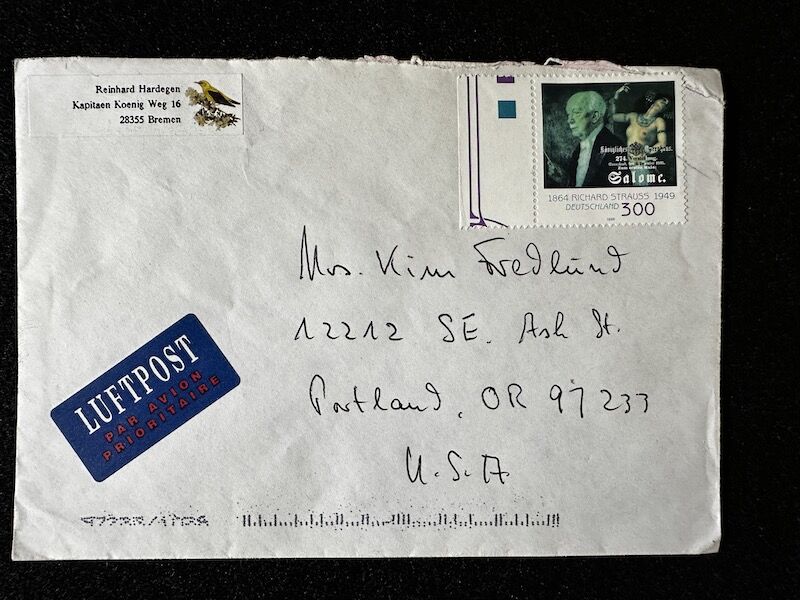 Reinhard Hardegen
Kapitaen Koenig Weg 16
28355 Bremen
Königliches
274.
Salome.
1864 RICHARD STRAUSS 1949
DEUTSCHLAND 300
Mrs. Kim Fredlund
12212 SE. Ash St.
Portland, OR 97233
U.S.A
LUFTPOST
PAR AVION
PRIORITAIRE